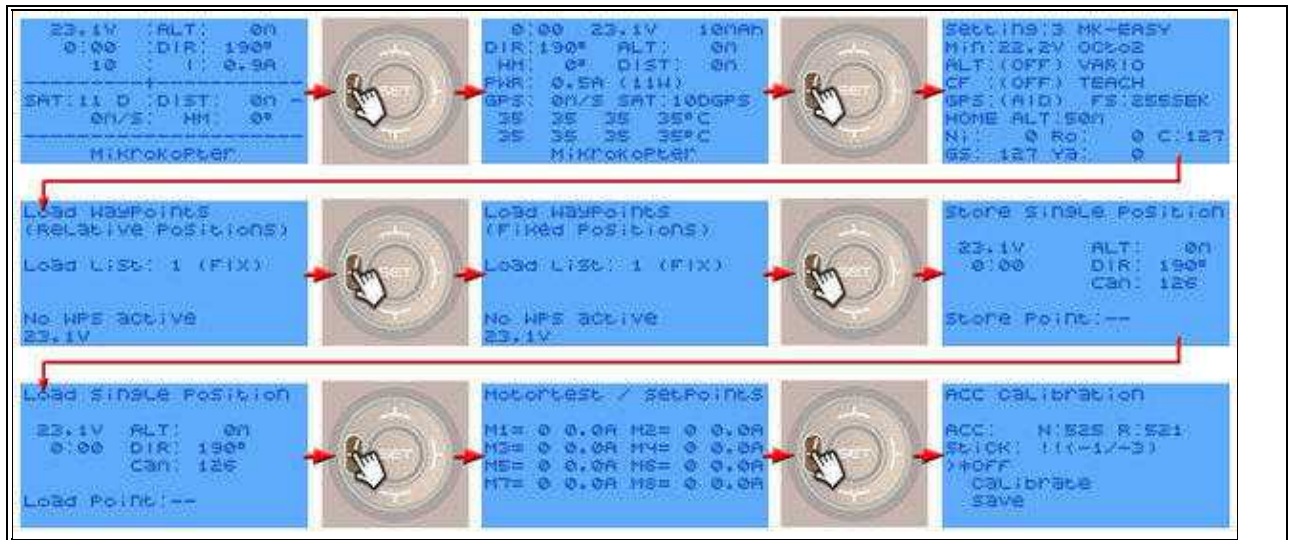 23.1V :ALT: 0m
0:00 :DIR: 190°
10 : I: 0.9A
SAT:11 D :DIST: 0m -
0m/s: HM: 0°
MikroKopter
SET
0:00 23.1V 10mAh
DIR:190° ALT: 0m
HM: 0° DIST: 0m
PWR: 0.5A (11W)
GPS: 0m/s SAT:10DGPS
35 35 35 35°C
35 35 35 35°C
MikroKopter
SET
Setting:3 MK-EASY
Min:22.2V Octo2
ALT:(OFF) VARIO
CF :(OFF) TEACH
GPS:(AID) FS:255SEK
HOME ALT:50m
Ni: 0 Ro: 0 C:127
GS: 127 Ya: 0
Load WayPoints
(Relative Positions)
Load List: 1 (FIX)
No WPs active
23.1V
SET
Load WayPoints
(Fixed Positions)
Load List: 1 (FIX)
No WPs active
23.1V
SET
Store Single Position
23.1V ALT: 0m
0:00 DIR: 190°
Can: 126
Store Point:--
Load Single Position
23.1V ALT: 0m
0:00 DIR: 190°
Can: 126
Load Point:--
SET
Motortest / SetPoints
M1= 0 0.0A M2= 0 0.0A
M3= 0 0.0A M4= 0 0.0A
M5= 0 0.0A M6= 0 0.0A
M7= 0 0.0A M8= 0 0.0A
SET
ACC Calibration
ACC: N:525 R:521
Stick: !!(-1/-3)
>*OFF
Calibrate
Save